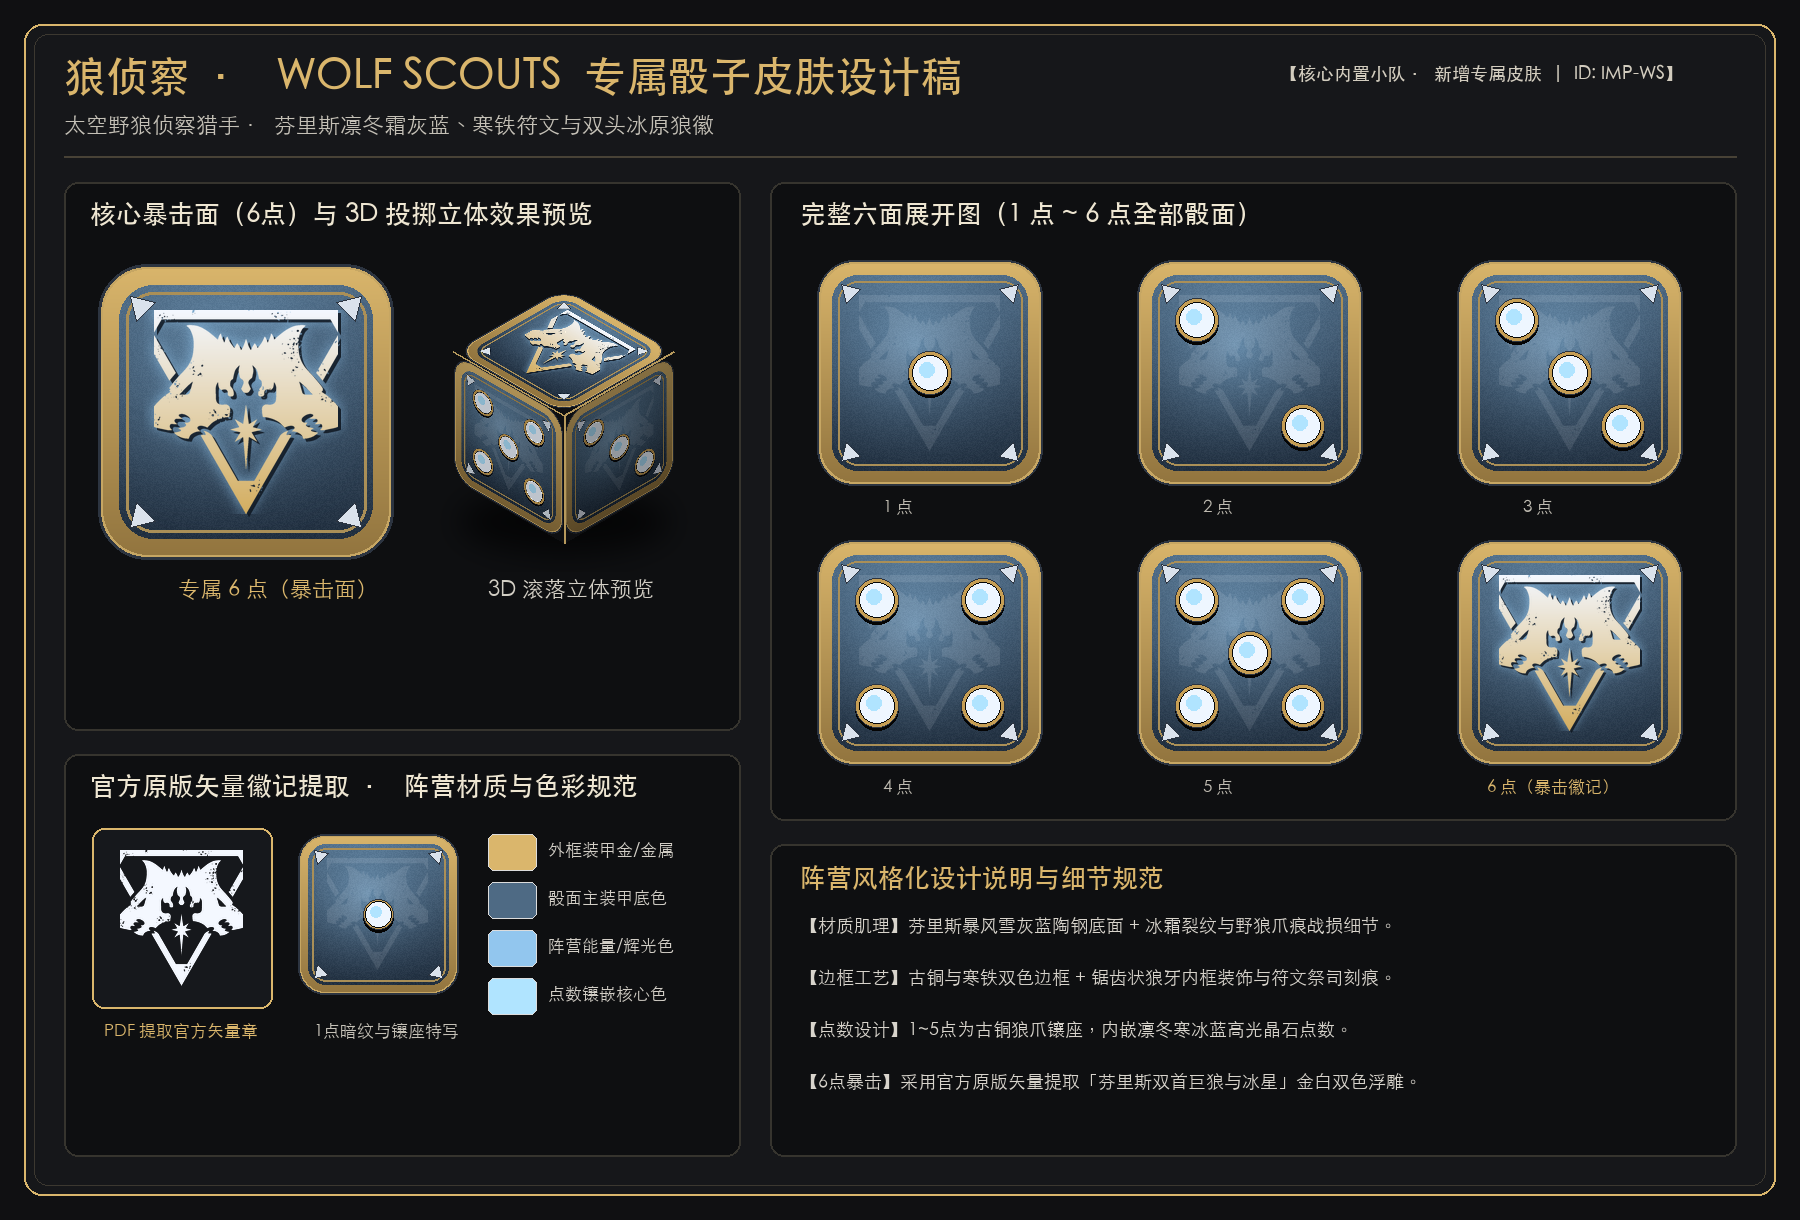 狼侦察 · WOLF SCOUTS 专属骰子皮肤设计稿
【核心内置小队 · 新增专属皮肤 | ID: IMP-WS】
太空野狼侦察猎手 · 芬里斯凛冬霜灰蓝、寒铁符文与双头冰原狼徽
核心暴击面（6点）与 3D 投掷立体效果预览
专属 6 点（暴击面）
3D 滚落立体预览
官方原版矢量徽记提取 · 阵营材质与色彩规范
外框装甲金/金属
骰面主装甲底色
阵营能量/辉光色
点数镶嵌核心色
PDF 提取官方矢量章
1点暗纹与镶座特写
完整六面展开图（1 点 ~ 6 点全部骰面）
1 点
2 点
3 点
4 点
5 点
6 点（暴击徽记）
阵营风格化设计说明与细节规范
【材质肌理】芬里斯暴风雪灰蓝陶钢底面 + 冰霜裂纹与野狼爪痕战损细节。
【边框工艺】古铜与寒铁双色边框 + 锯齿状狼牙内框装饰与符文祭司刻痕。
【点数设计】1~5点为古铜狼爪镶座，内嵌凛冬寒冰蓝高光晶石点数。
【6点暴击】采用官方原版矢量提取「芬里斯双首巨狼与冰星」金白双色浮雕。